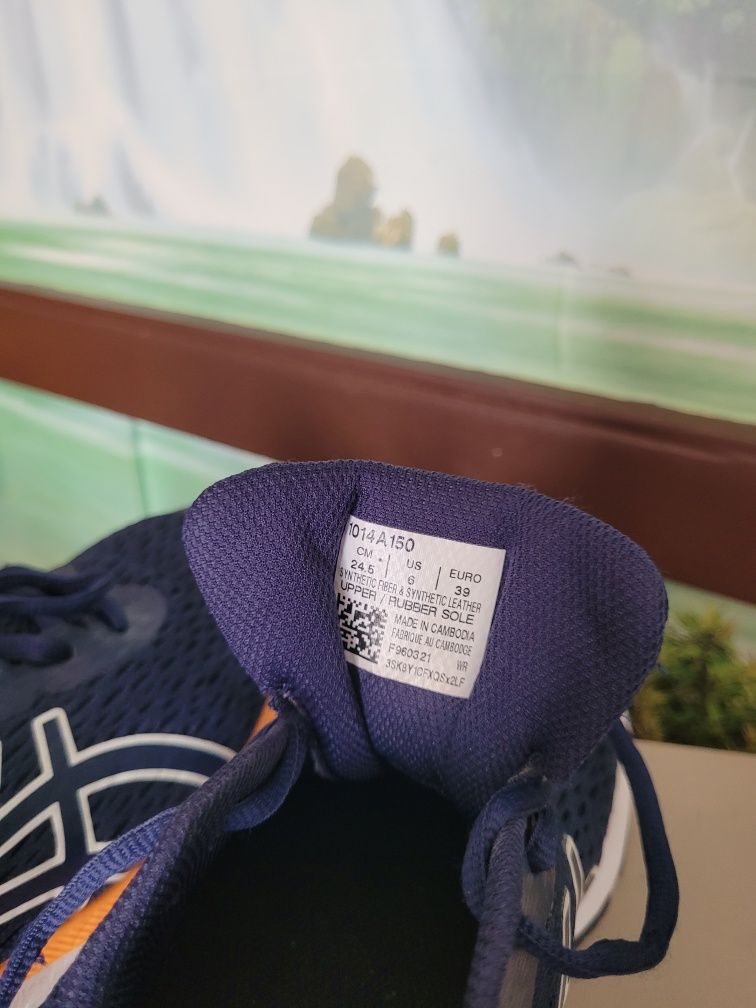 1014A150
CM US EURO
24.5 6 39
SYNTHETIC FIBER & SYNTHETIC LEATHER
UPPER / RUBBER SOLE
MADE IN CAMBODIA
FABRIQUE AU CAMBODGE
F960321 WR
3SK9Y1CFXQSx2LF